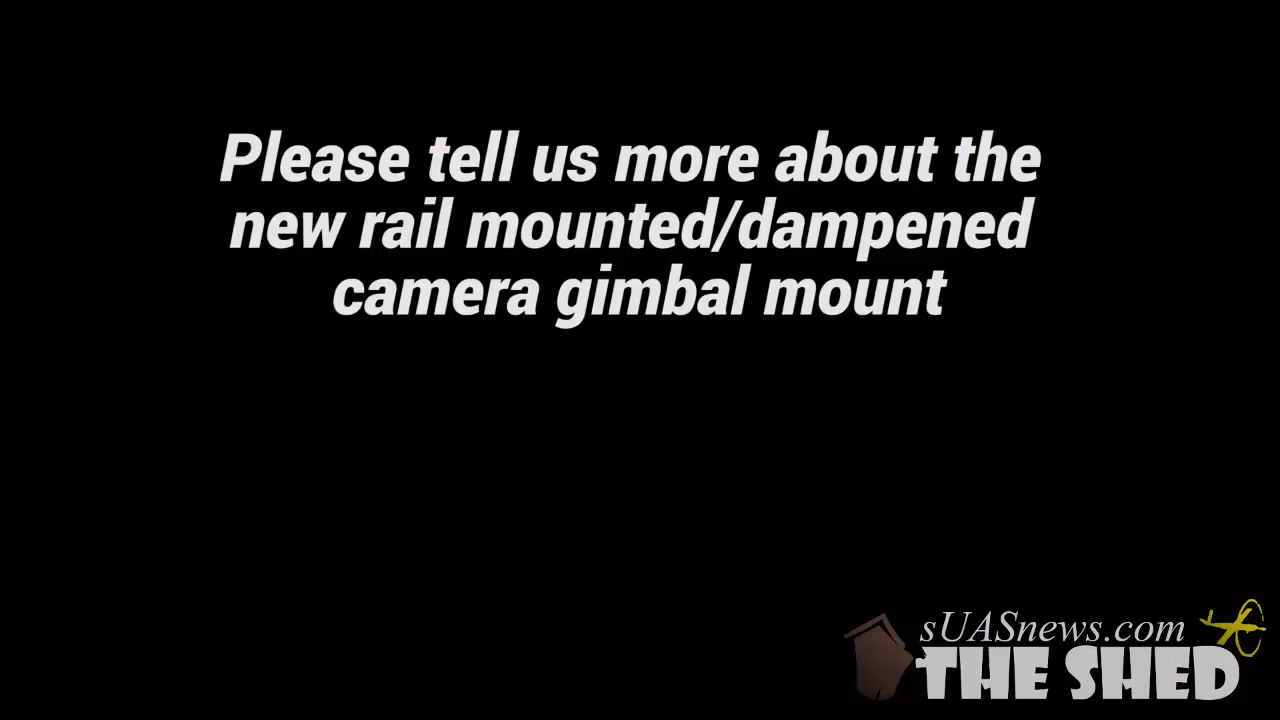 Please tell us more about the
new rail mounted/dampened
camera gimbal mount
sUASnews.com
THE SHED